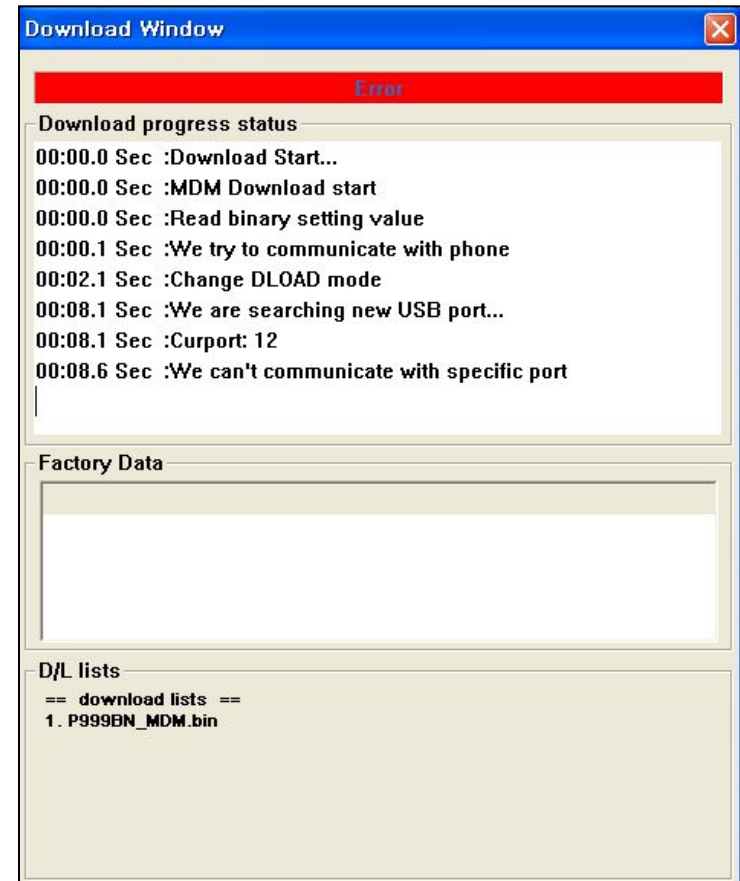 Download Window
Error
Download progress status
00:00.0 Sec :Download Start...
00:00.0 Sec :MDM Download start
00:00.0 Sec :Read binary setting value
00:00.1 Sec :We try to communicate with phone
00:02.1 Sec :Change DLOAD mode
00:08.1 Sec :We are searching new USB port...
00:08.1 Sec :Curport: 12
00:08.6 Sec :We can't communicate with specific port
Factory Data
D/L lists
== download lists ==
1. P999BN_MDM.bin